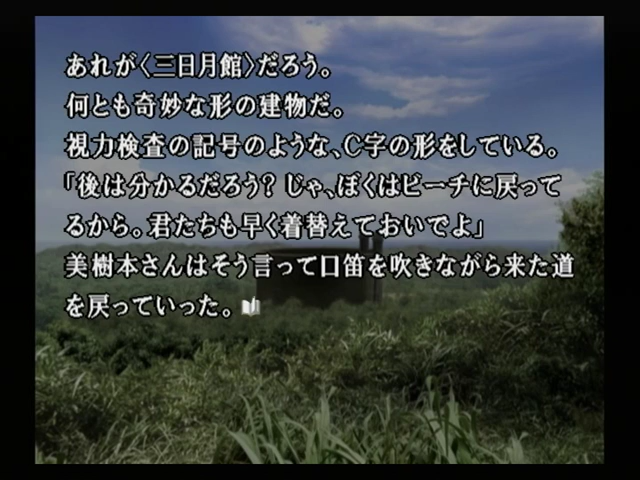 あれが〈三日月館〉だろう。
何とも奇妙な形の建物だ。
視力検査の記号のような、C字の形をしている。
「後は分かるだろう? じゃ、ぼくはビーチに戻って
るから。君たちも早く着替えておいでよ」
美樹本さんはそう言って口笛を吹きながら来た道
を戻っていった。